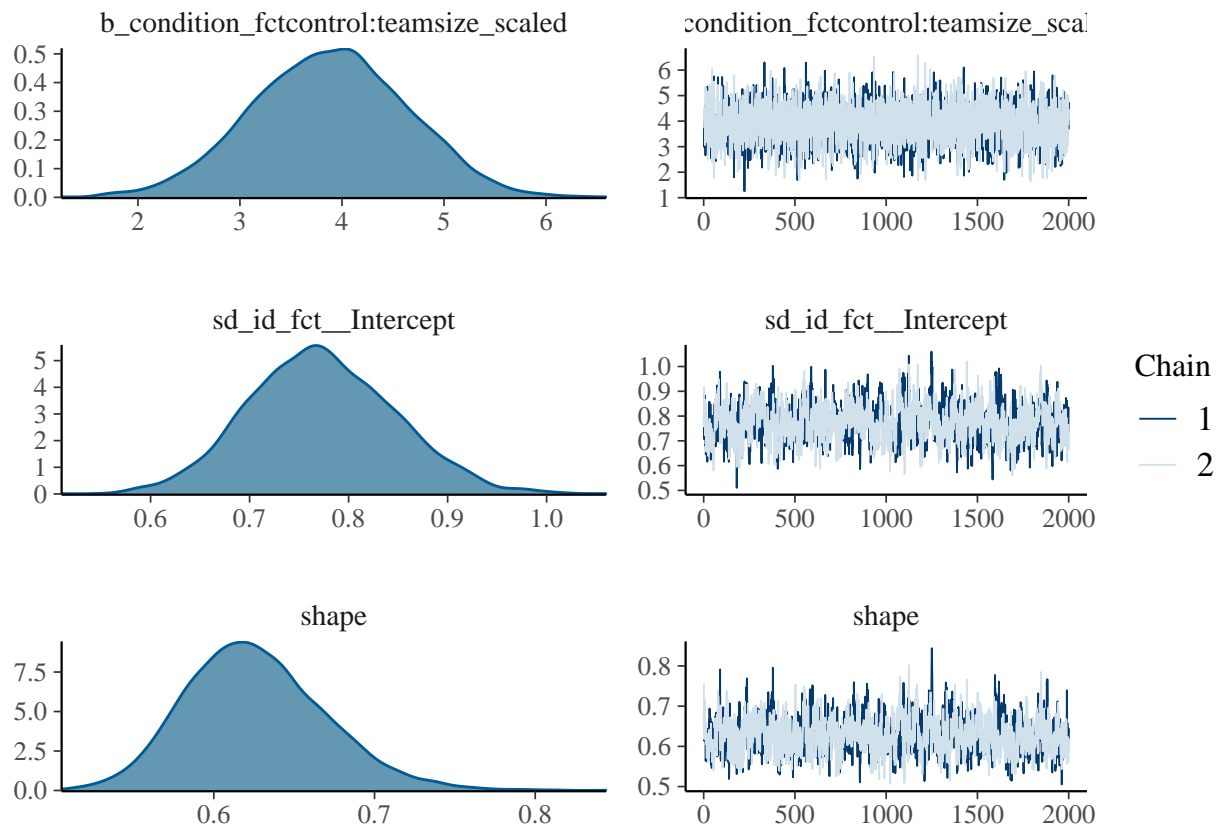 b_condition_fctcontrol:teamsize_scaled
0.5
0.4
0.3
0.2
0.1
0.0
2 3 4 5 6
condition_fctcontrol:teamsize_scal
6
5
4
3
2
1
0 500 1000 1500 2000
sd_id_fct__Intercept
5
4
3
2
1
0
0.6 0.7 0.8 0.9 1.0
sd_id_fct__Intercept
1.0
0.9
0.8
0.7
0.6
0.5
0 500 1000 1500 2000
shape
7.5
5.0
2.5
0.0
0.6 0.7 0.8
shape
0.8
0.7
0.6
0.5
0 500 1000 1500 2000
Chain
1
2